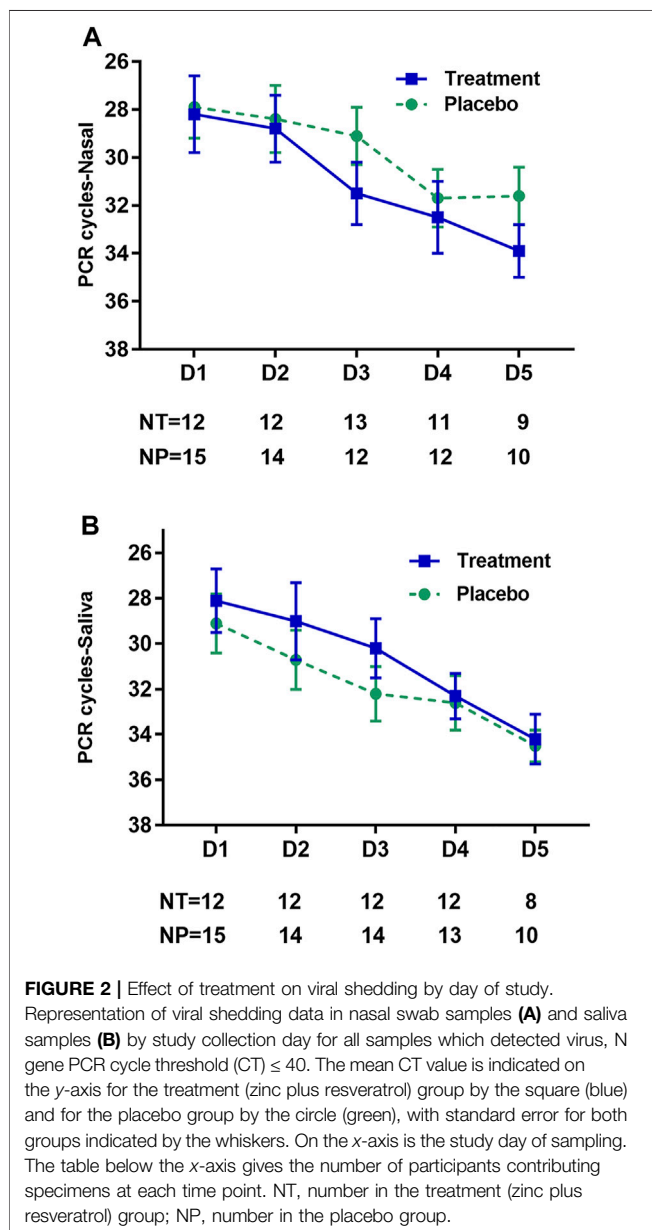 A
Treatment
Placebo
PCR cycles-Nasal
26
28
30
32
34
36
38
D1 D2 D3 D4 D5
NT=12 12 13 11 9
NP=15 14 12 12 10
B
Treatment
Placebo
PCR cycles-Saliva
26
28
30
32
34
36
38
D1 D2 D3 D4 D5
NT=12 12 12 12 8
NP=15 14 14 13 10
FIGURE 2 | Effect of treatment on viral shedding by day of study.
Representation of viral shedding data in nasal swab samples (A) and saliva
samples (B) by study collection day for all samples which detected virus, N
gene PCR cycle threshold (CT) ≤ 40. The mean CT value is indicated on
the y-axis for the treatment (zinc plus resveratrol) group by the square (blue)
and for the placebo group by the circle (green), with standard error for both
groups indicated by the whiskers. On the x-axis is the study day of sampling.
The table below the x-axis gives the number of participants contributing
specimens at each time point. NT, number in the treatment (zinc plus
resveratrol) group; NP, number in the placebo group.